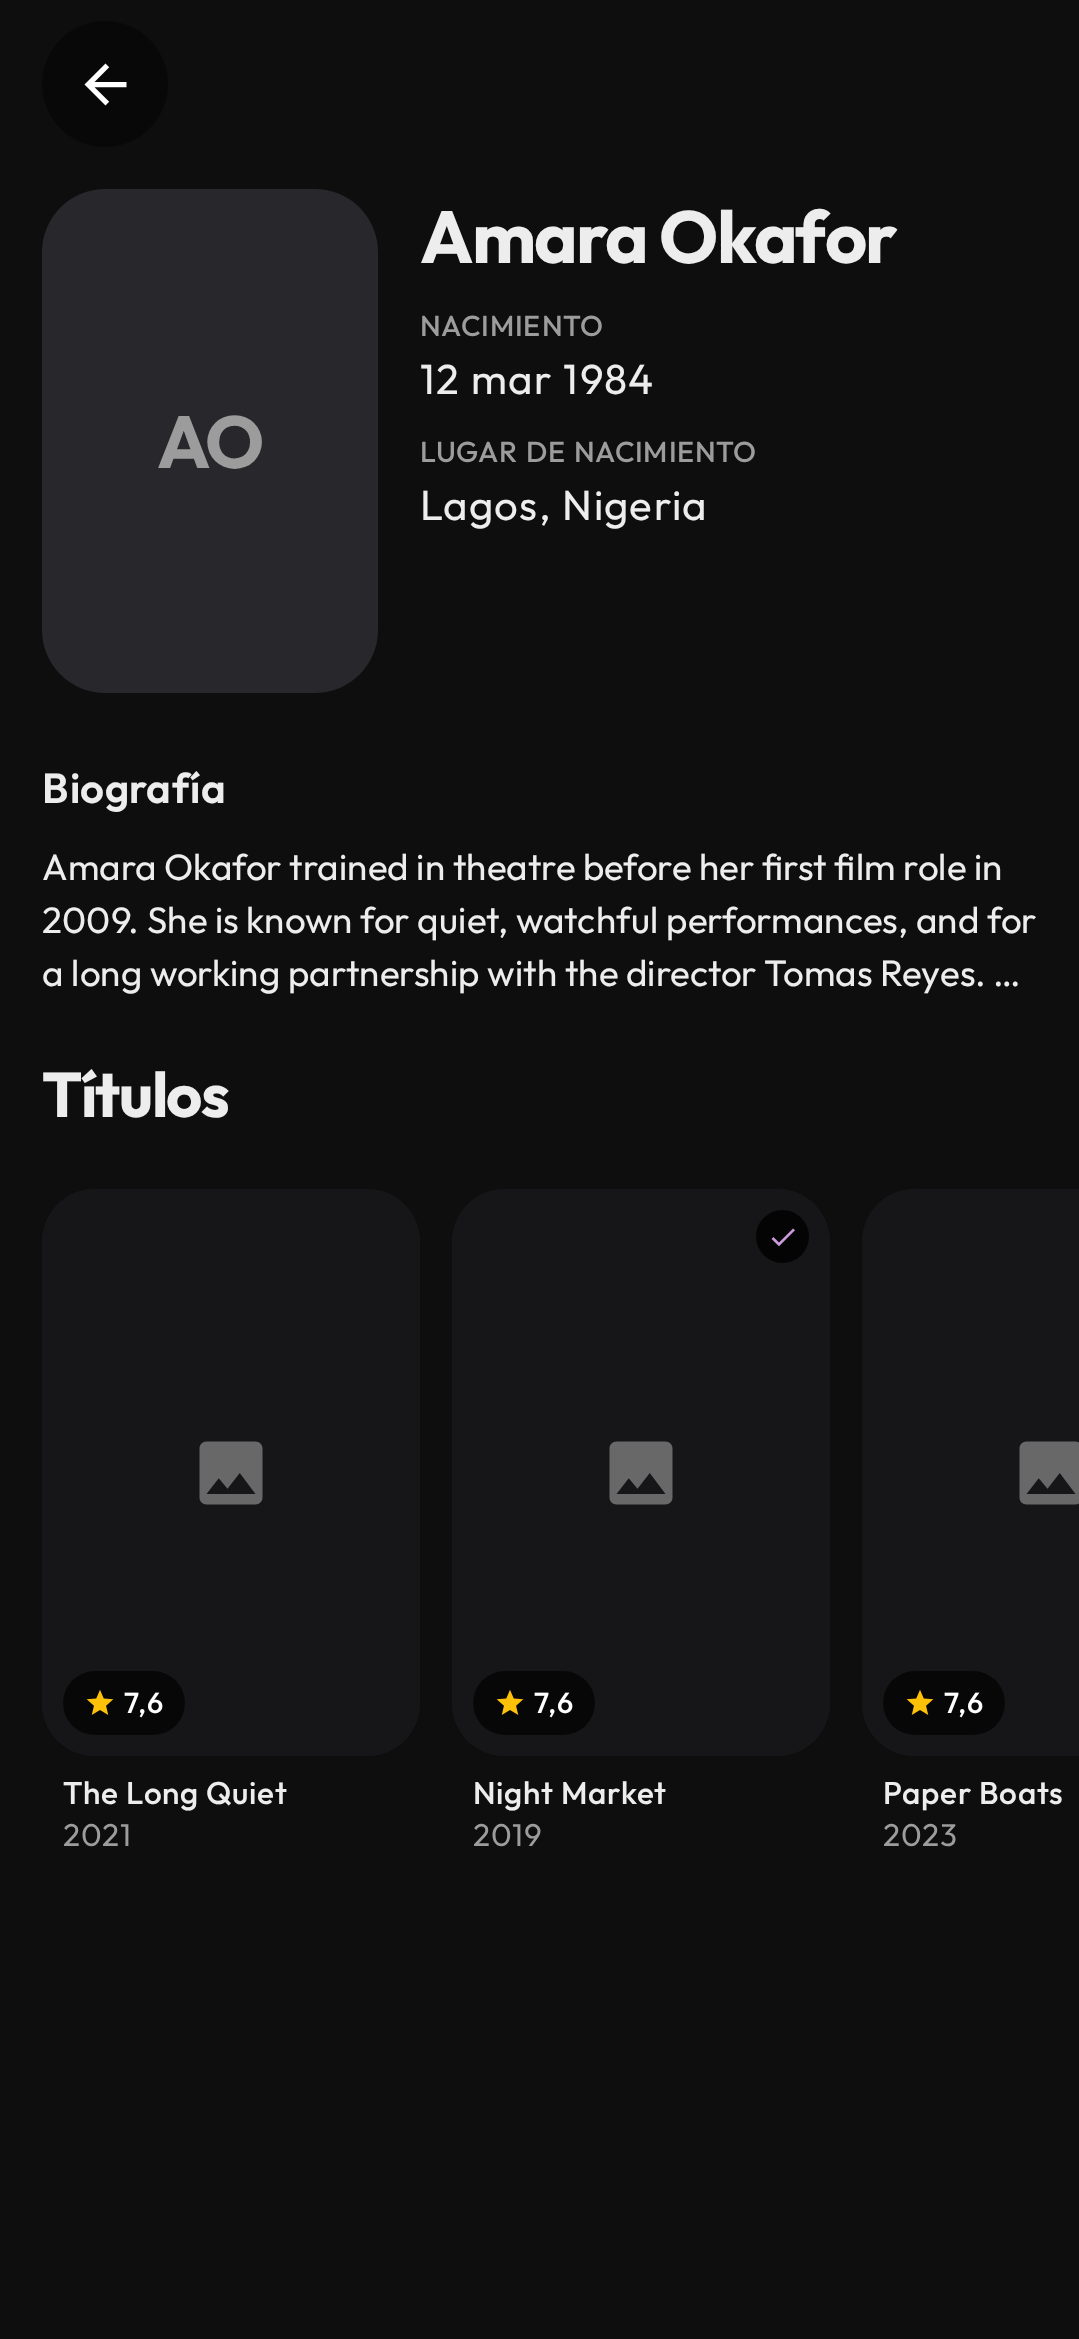 Amara Okafor
NACIMIENTO
12 mar 1984
LUGAR DE NACIMIENTO
Lagos, Nigeria
AO
Biografía
Amara Okafor trained in theatre before her first film role in
2009. She is known for quiet, watchful performances, and for
a long working partnership with the director Tomas Reyes. ...
Títulos
7,6
7,6
7,6
The Long Quiet
2021
Night Market
2019
Paper Boats
2023